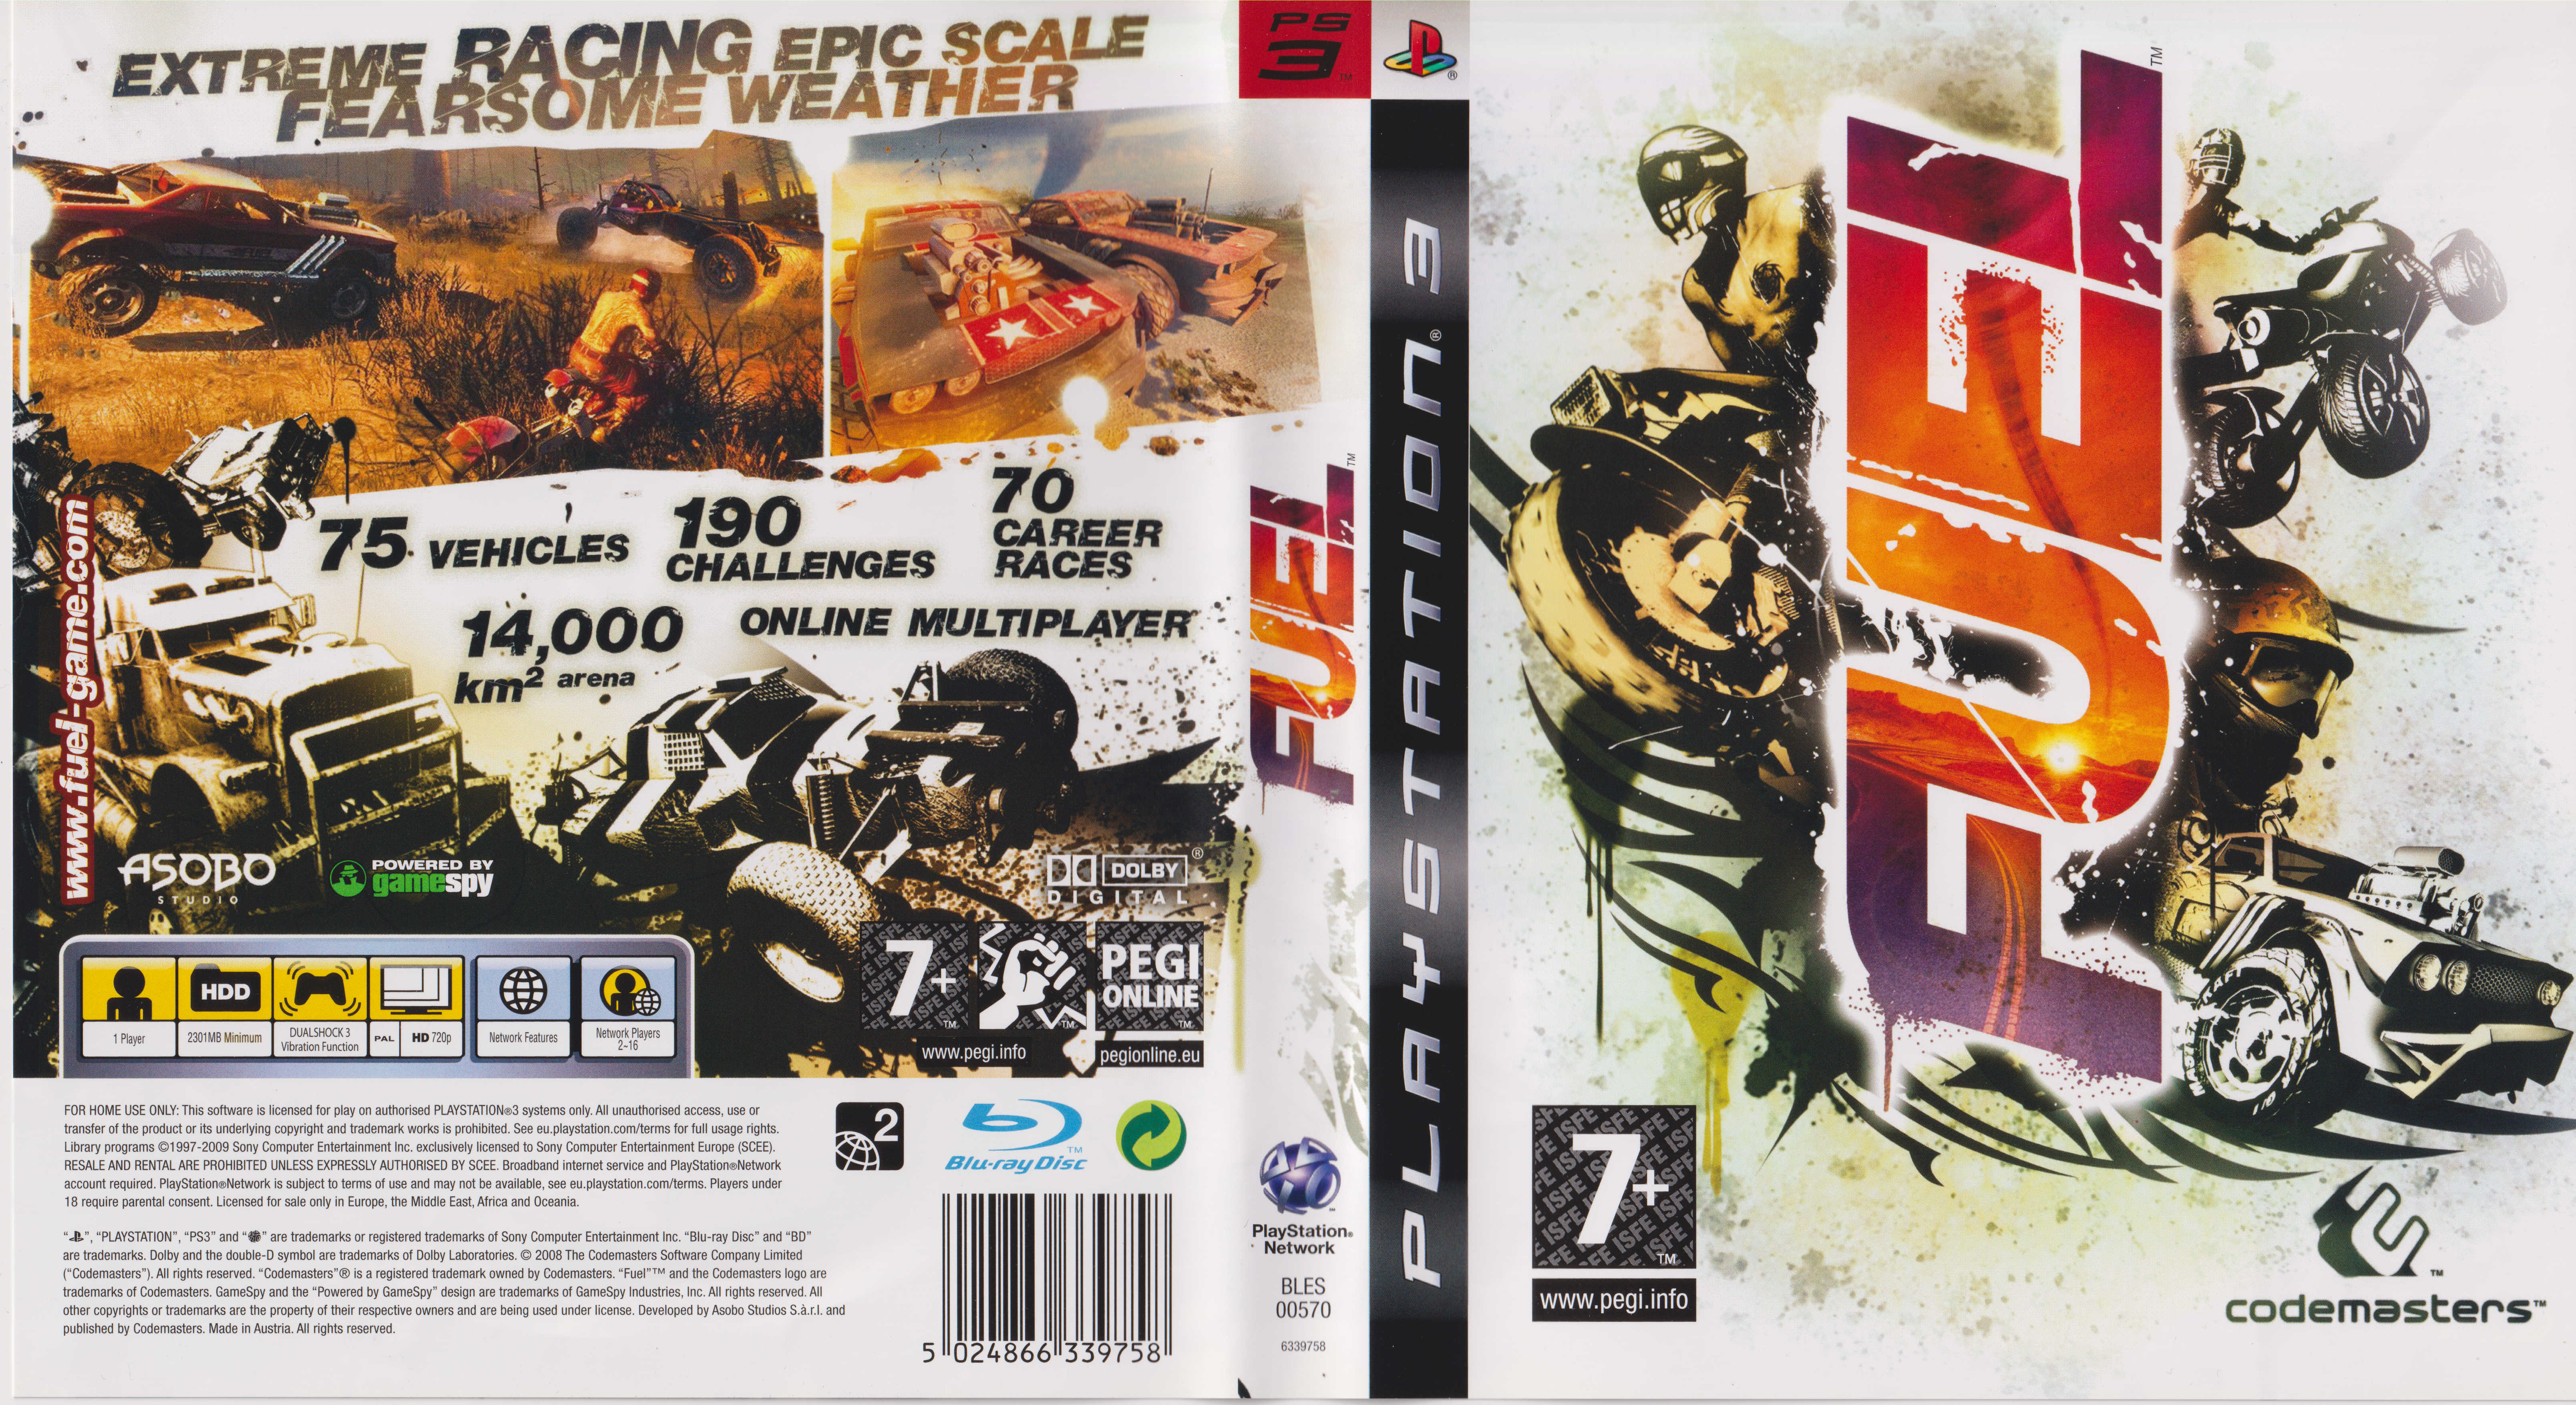 EXTREME RACING EPIC SCALE
FEARSOME WEATHER
75 VEHICLES
190
CHALLENGES
70
CAREER
RACES
14,000
km² arena
ONLINE MULTIPLAYER
www.fuel-game.com
ASOBO
STUDIO
POWERED BY
gamespy
DOLBY®
DIGITAL
1 Player
HDD
2301MB Minimum
DUALSHOCK 3
Vibration Function
PAL
HD 720p
Network Features
Network Players
2~16
7+™
www.pegi.info
PEGI
ONLINE™
pegionline.eu
FOR HOME USE ONLY: This software is licensed for play on authorised PLAYSTATION®3 systems only. All unauthorised access, use or
transfer of the product or its underlying copyright and trademark works is prohibited. See eu.playstation.com/terms for full usage rights.
Library programs ©1997-2009 Sony Computer Entertainment Inc. exclusively licensed to Sony Computer Entertainment Europe (SCEE).
RESALE AND RENTAL ARE PROHIBITED UNLESS EXPRESSLY AUTHORISED BY SCEE. Broadband internet service and PlayStation®Network
account required. PlayStation®Network is subject to terms of use and may not be available, see eu.playstation.com/terms. Players under
18 require parental consent. Licensed for sale only in Europe, the Middle East, Africa and Oceania.
“ ”, “PLAYSTATION”, “PS3” and “ ” are trademarks or registered trademarks of Sony Computer Entertainment Inc. “Blu-ray Disc” and “BD”
are trademarks. Dolby and the double-D symbol are trademarks of Dolby Laboratories. © 2008 The Codemasters Software Company Limited
(“Codemasters”). All rights reserved. “Codemasters”® is a registered trademark owned by Codemasters. “Fuel”™ and the Codemasters logo are
trademarks of Codemasters. GameSpy and the “Powered by GameSpy” design are trademarks of GameSpy Industries, Inc. All rights reserved. All
other copyrights or trademarks are the property of their respective owners and are being used under license. Developed by Asobo Studios S.à.r.l. and
published by Codemasters. Made in Austria. All rights reserved.
2
Blu-ray Disc™
5 024866 339758
PS
3™
FUEL™
PlayStation®
Network
BLES
00570
6339758
PLAYSTATION®3
FUEL™
7+™
www.pegi.info
codemasters™